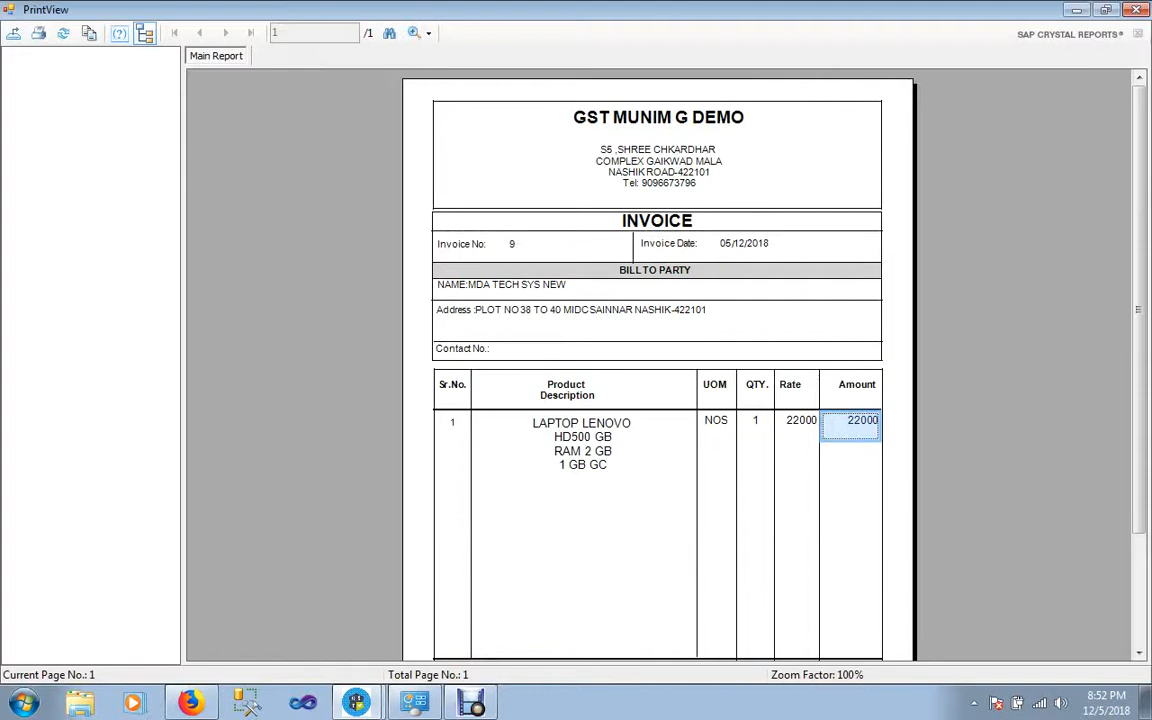 PrintView
1 /1
SAP CRYSTAL REPORTS®
Main Report
GST MUNIM G DEMO
S5 ,SHREE CHKARDHAR
COMPLEX GAIKWAD MALA
NASHIK ROAD-422101
Tel: 9096673796
INVOICE
Invoice No: 9 Invoice Date: 05/12/2018
BILL TO PARTY
NAME:MDA TECH SYS NEW
Address :PLOT NO 38 TO 40 MIDC SAINNAR NASHIK-422101
Contact No.:
Sr.No. Product Description UOM QTY. Rate Amount
1 LAPTOP LENOVO NOS 1 22000 22000
HD500 GB
RAM 2 GB
1 GB GC
Current Page No.: 1 Total Page No.: 1 Zoom Factor: 100%
8:52 PM
12/5/2018